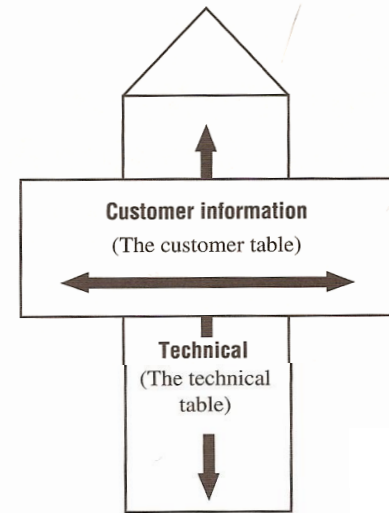 Customer information
(The customer table)
Technical
(The technical
table)